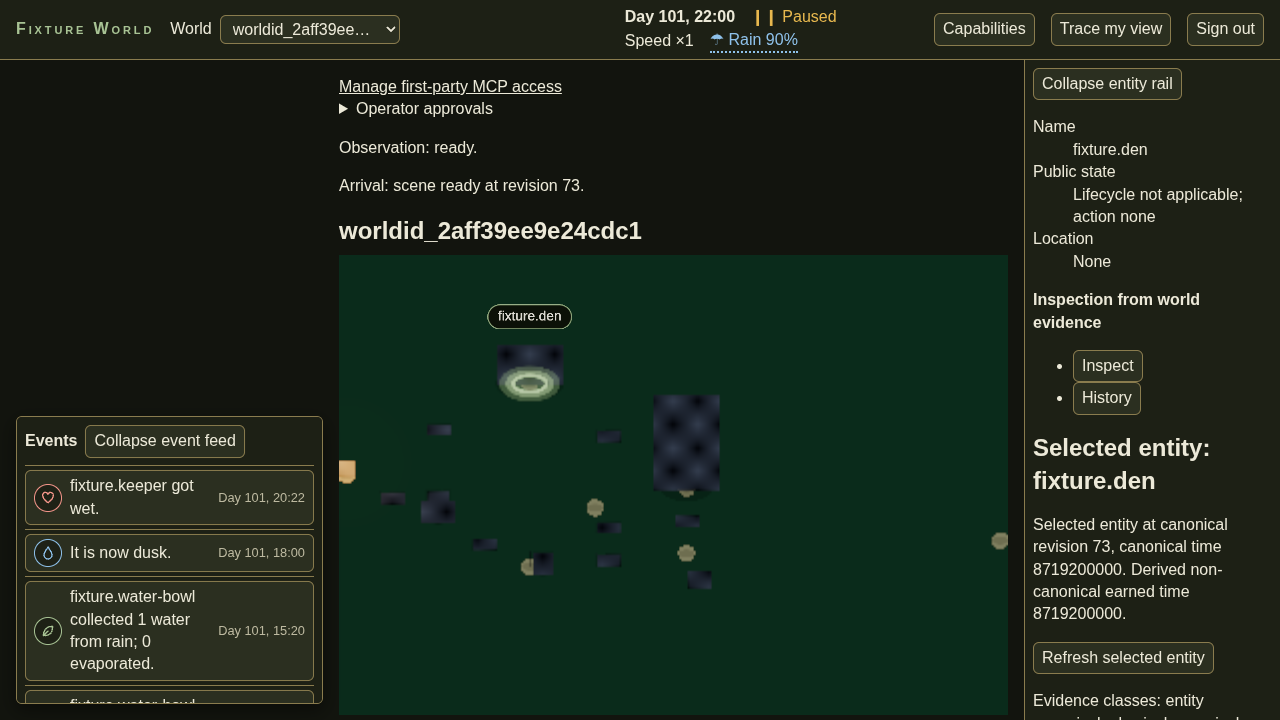 Fixture World
World
worldid_2aff39ee…
Day 101, 22:00
❙❙ Paused
Speed ×1
☂ Rain 90%
Capabilities
Trace my view
Sign out
Manage first-party MCP access
▶ Operator approvals
Observation: ready.
Arrival: scene ready at revision 73.
worldid_2aff39ee9e24cdc1
fixture.den
Events
Collapse event feed
fixture.keeper got
wet.
Day 101, 20:22
It is now dusk.
Day 101, 18:00
fixture.water-bowl
collected 1 water
from rain; 0
evaporated.
Day 101, 15:20
Collapse entity rail
Name
fixture.den
Public state
Lifecycle not applicable;
action none
Location
None
Inspection from world
evidence
• Inspect
• History
Selected entity:
fixture.den
Selected entity at canonical
revision 73, canonical time
8719200000. Derived non-
canonical earned time
8719200000.
Refresh selected entity
Evidence classes: entity